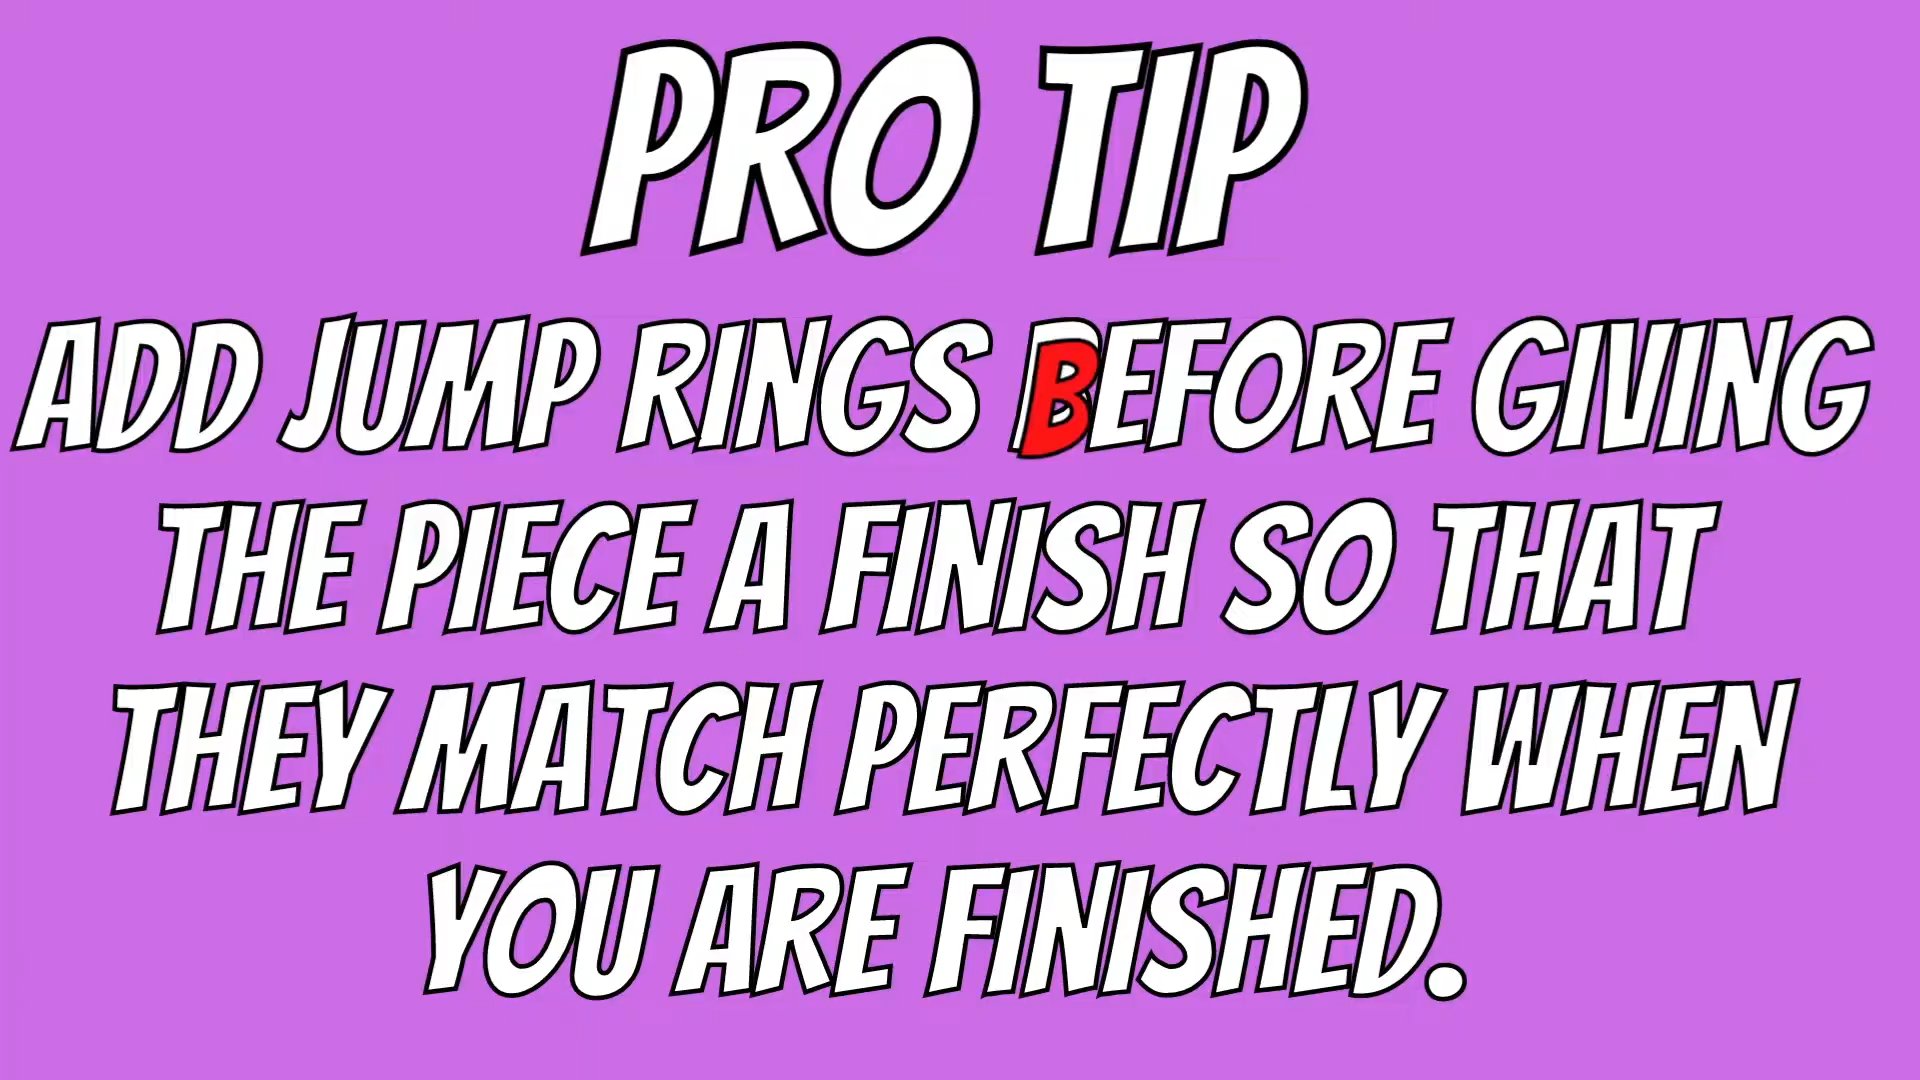 PRO TIP
ADD JUMP RINGS BEFORE GIVING
THE PIECE A FINISH SO THAT
THEY MATCH PERFECTLY WHEN
YOU ARE FINISHED.